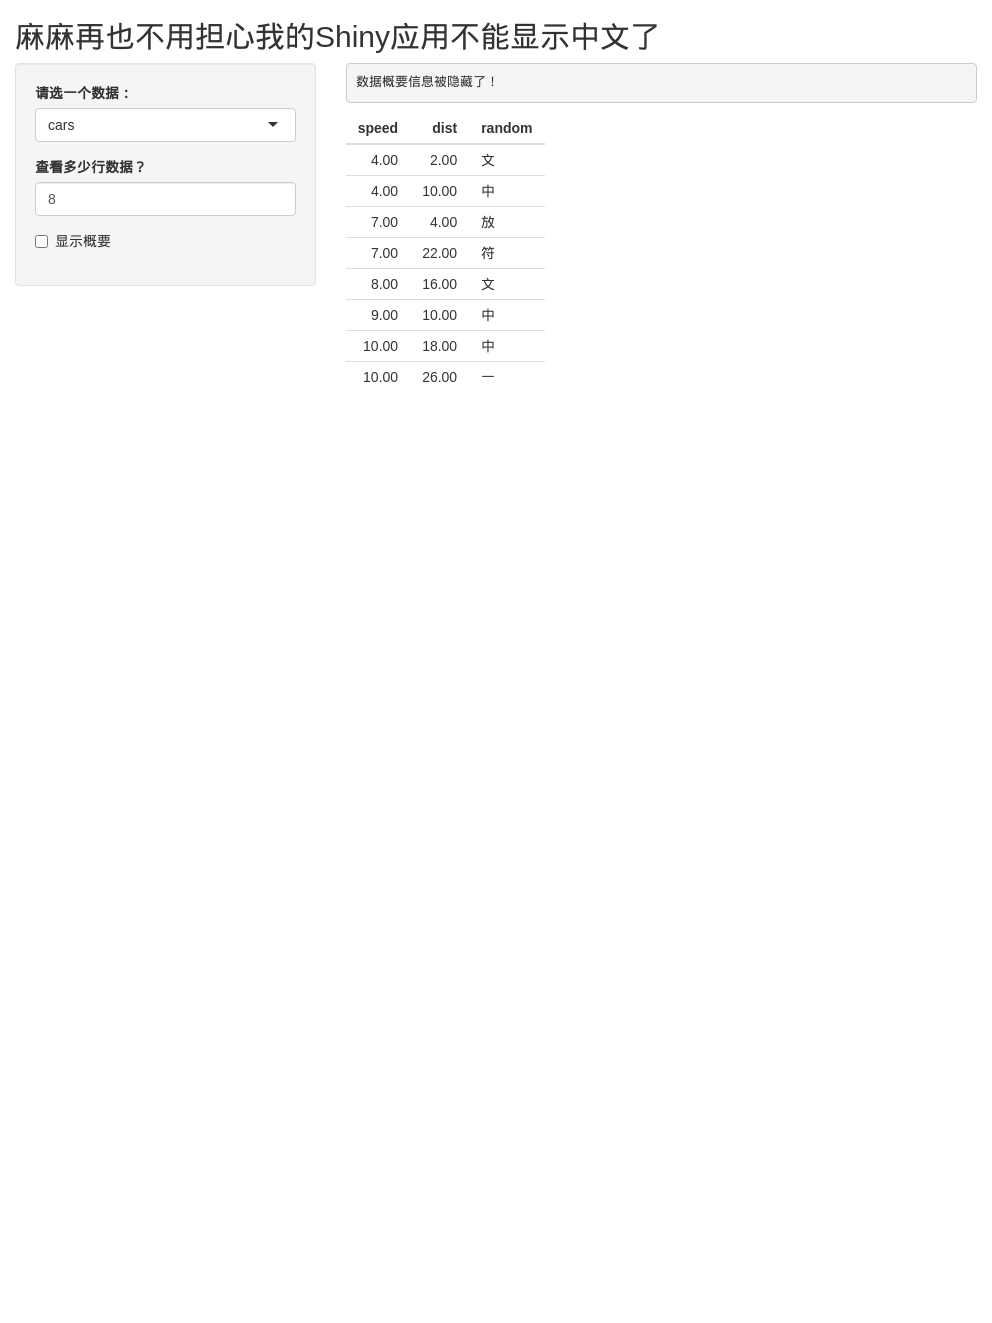 麻麻再也不用担心我的Shiny应用不能显示中文了
请选一个数据：
cars
查看多少行数据？
8
显示概要
数据概要信息被隐藏了！
speed dist random
4.00 2.00 文
4.00 10.00 中
7.00 4.00 放
7.00 22.00 符
8.00 16.00 文
9.00 10.00 中
10.00 18.00 中
10.00 26.00 一